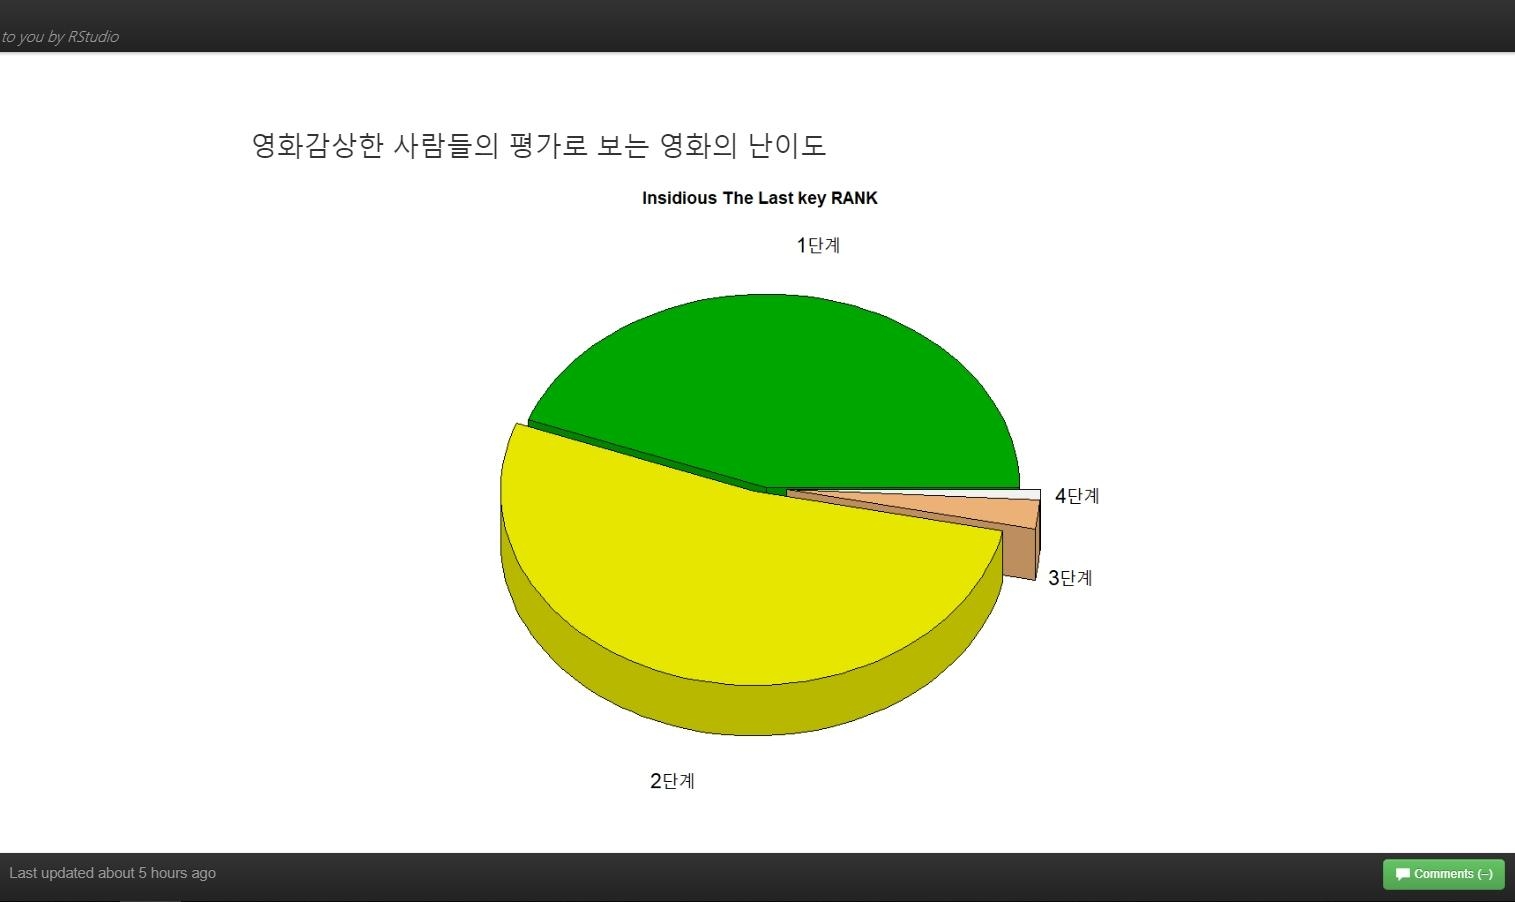 to you by RStudio
영화감상한 사람들의 평가로 보는 영화의 난이도
Insidious The Last key RANK
1단계
4단계
3단계
2단계
Last updated about 5 hours ago
Comments (–)